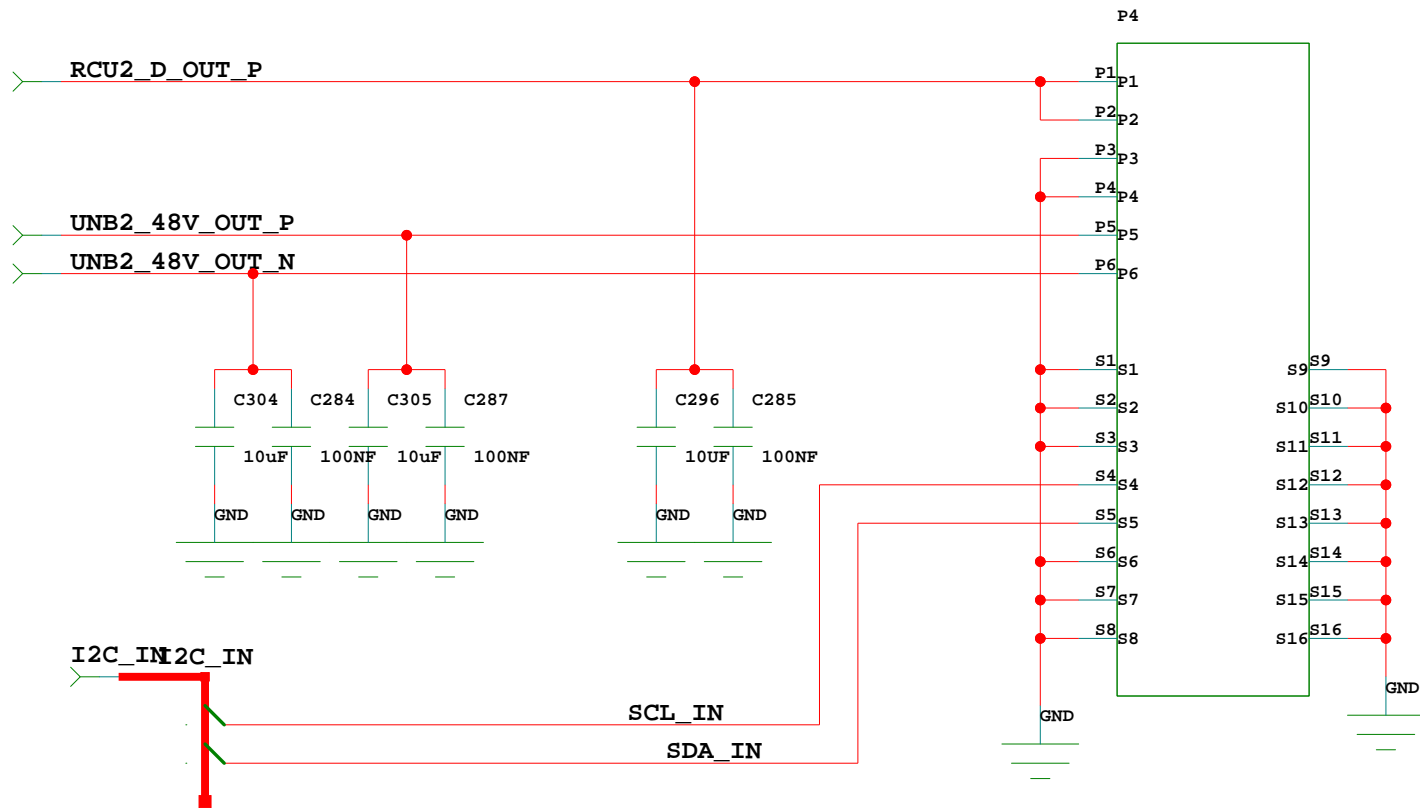 P4
RCU2_D_OUT_P
P1 P1
P2 P2
P3 P3
P4 P4
UNB2_48V_OUT_P
P5 P5
UNB2_48V_OUT_N
P6 P6
S1 S1
S9 S9
C304 C284 C305 C287 C296 C285
S2 S2
S10 S10
10uF 100NF 10uF 100NF 10UF 100NF
S3 S3
S11 S11
S4 S4
S12 S12
GND GND GND GND GND GND
S5 S5
S13 S13
S6 S6
S14 S14
S7 S7
S15 S15
S8 S8
S16 S16
I2C_IN I2C_IN
GND
SCL_IN
GND
SDA_IN